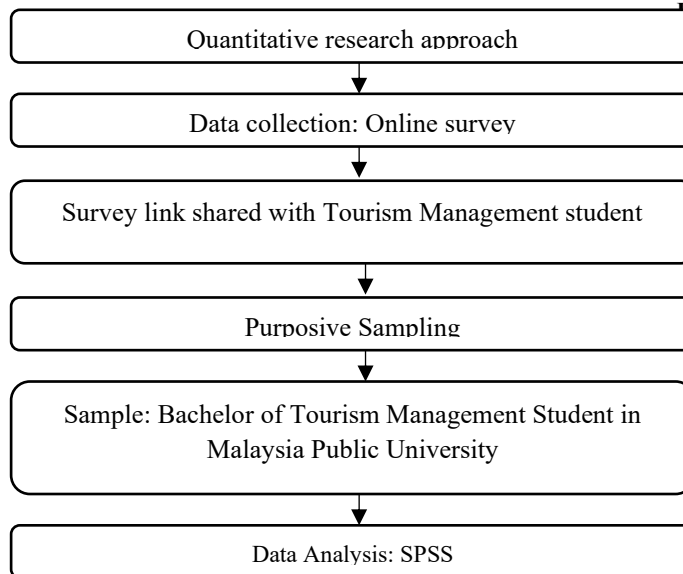 Quantitative research approach
Data collection: Online survey
Survey link shared with Tourism Management student
Purposive Sampling
Sample: Bachelor of Tourism Management Student in
Malaysia Public University
Data Analysis: SPSS